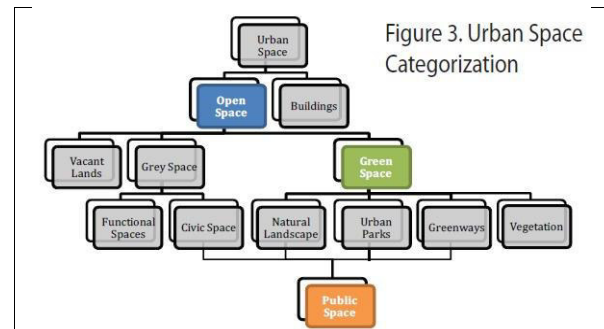 Figure 3. Urban Space
Categorization
Urban
Space
Open
Space
Buildings
Vacant
Lands
Grey Space
Green
Space
Functional
Spaces
Civic Space
Natural
Landscape
Urban
Parks
Greenways
Vegetation
Public
Space